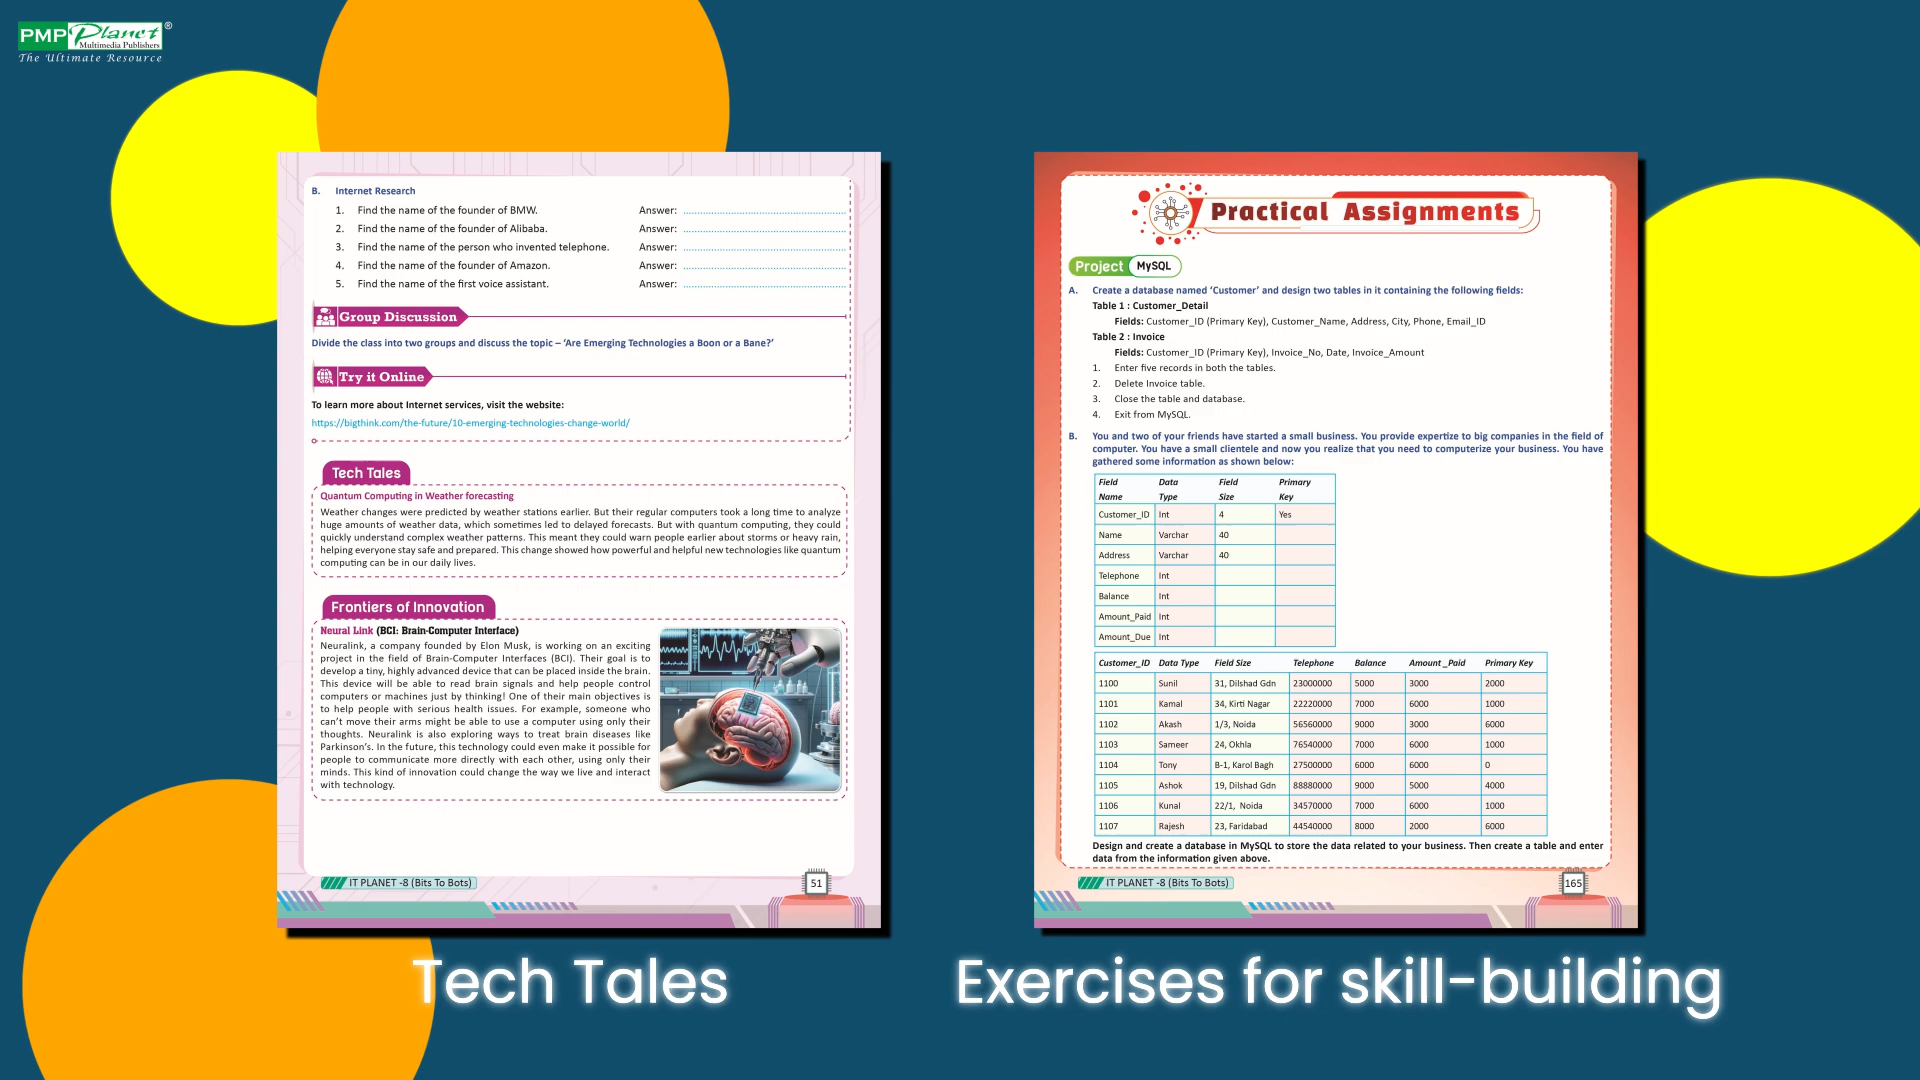 PMP Planet®
Multimedia Publishers
The Ultimate Resource
B. Internet Research
1. Find the name of the founder of BMW. Answer: ........................................
2. Find the name of the founder of Alibaba. Answer: ........................................
3. Find the name of the person who invented telephone. Answer: ........................................
4. Find the name of the founder of Amazon. Answer: ........................................
5. Find the name of the first voice assistant. Answer: ........................................
Group Discussion
Divide the class into two groups and discuss the topic – ‘Are Emerging Technologies a Boon or a Bane?’
Try it Online
To learn more about Internet services, visit the website:
https://bigthink.com/the-future/10-emerging-technologies-change-world/
Tech Tales
Quantum Computing in Weather forecasting
Weather changes were predicted by weather stations earlier. But their regular computers took a long time to analyze
huge amounts of weather data, which sometimes led to delayed forecasts. But with quantum computing, they could
quickly understand complex weather patterns. This meant they could warn people earlier about storms or heavy rain,
helping everyone stay safe and prepared. This change showed how powerful and helpful new technologies like quantum
computing can be in our daily lives.
Frontiers of Innovation
Neural Link (BCI: Brain-Computer Interface)
Neuralink, a company founded by Elon Musk, is working on an exciting
project in the field of Brain-Computer Interfaces (BCI). Their goal is to
develop a tiny, highly advanced device that can be placed inside the brain.
This device will be able to read brain signals and help people control
computers or machines just by thinking! One of their main objectives is
to help people with serious health issues. For example, someone who
can’t move their arms might be able to use a computer using only their
thoughts. Neuralink is also exploring ways to treat brain diseases like
Parkinson’s. In the future, this technology could even make it possible for
people to communicate more directly with each other, using only their
minds. This kind of innovation could change the way we live and interact
with technology.
IT PLANET -8 (Bits To Bots)
51
Practical Assignments
Project MySQL
A. Create a database named ‘Customer’ and design two tables in it containing the following fields:
Table 1 : Customer_Detail
Fields: Customer_ID (Primary Key), Customer_Name, Address, City, Phone, Email_ID
Table 2 : Invoice
Fields: Customer_ID (Primary Key), Invoice_No, Date, Invoice_Amount
1. Enter five records in both the tables.
2. Delete Invoice table.
3. Close the table and database.
4. Exit from MySQL.
B. You and two of your friends have started a small business. You provide expertize to big companies in the field of
computer. You have a small clientele and now you realize that you need to computerize your business. You have
gathered some information as shown below:
Field Data Field Primary
Name Type Size Key
Customer_ID Int 4 Yes
Name Varchar 40
Address Varchar 40
Telephone Int
Balance Int
Amount_Paid Int
Amount_Due Int
Customer_ID Data Type Field Size Telephone Balance Amount _Paid Primary Key
1100 Sunil 31, Dilshad Gdn 23000000 5000 3000 2000
1101 Kamal 34, Kirti Nagar 22220000 7000 6000 1000
1102 Akash 1/3, Noida 56560000 9000 3000 6000
1103 Sameer 24, Okhla 76540000 7000 6000 1000
1104 Tony B-1, Karol Bagh 27500000 6000 6000 0
1105 Ashok 19, Dilshad Gdn 88880000 9000 5000 4000
1106 Kunal 22/1, Noida 34570000 7000 6000 1000
1107 Rajesh 23, Faridabad 44540000 8000 2000 6000
Design and create a database in MySQL to store the data related to your business. Then create a table and enter
data from the information given above.
IT PLANET -8 (Bits To Bots)
165
Tech Tales
Exercises for skill-building